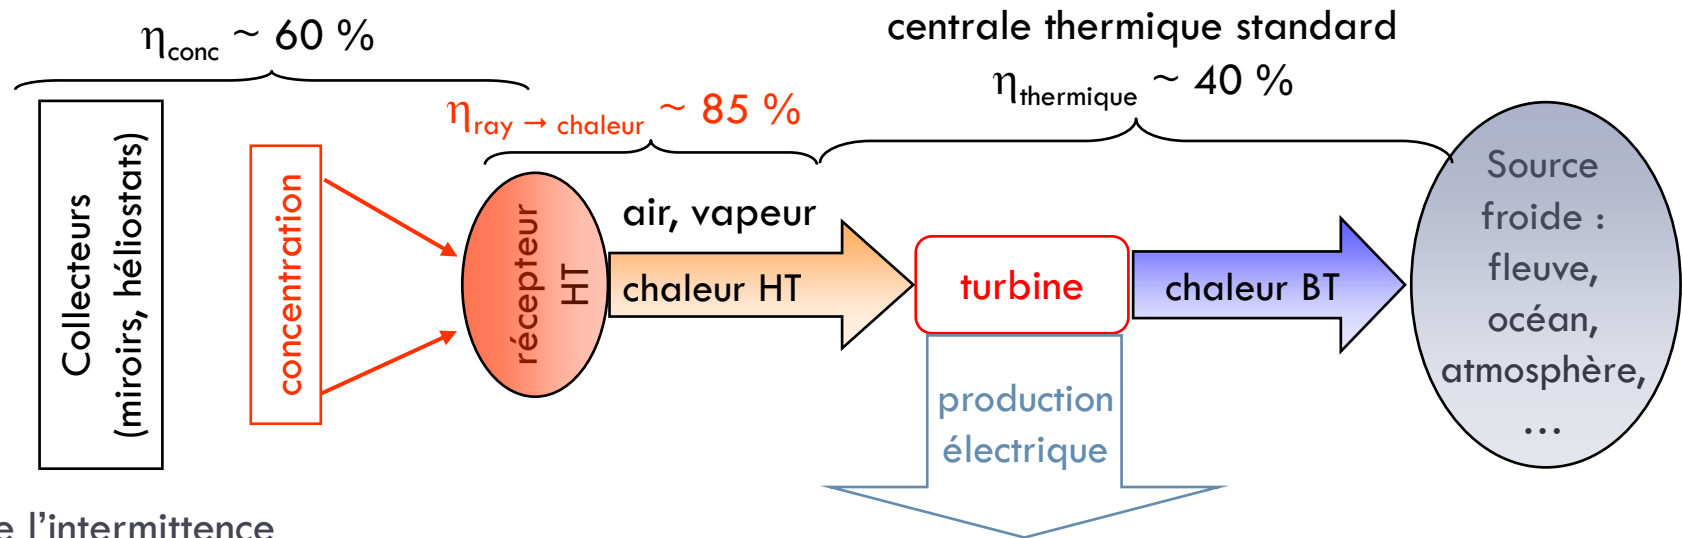 η_conc ~ 60 %
centrale thermique standard
η_thermique ~ 40 %
η_ray → chaleur ~ 85 %
Collecteurs
(miroirs, héliostats)
concentration
récepteur
HT
air, vapeur
chaleur HT
turbine
chaleur BT
Source
froide :
fleuve,
océan,
atmosphère,
…
production
électrique
e l'intermittence